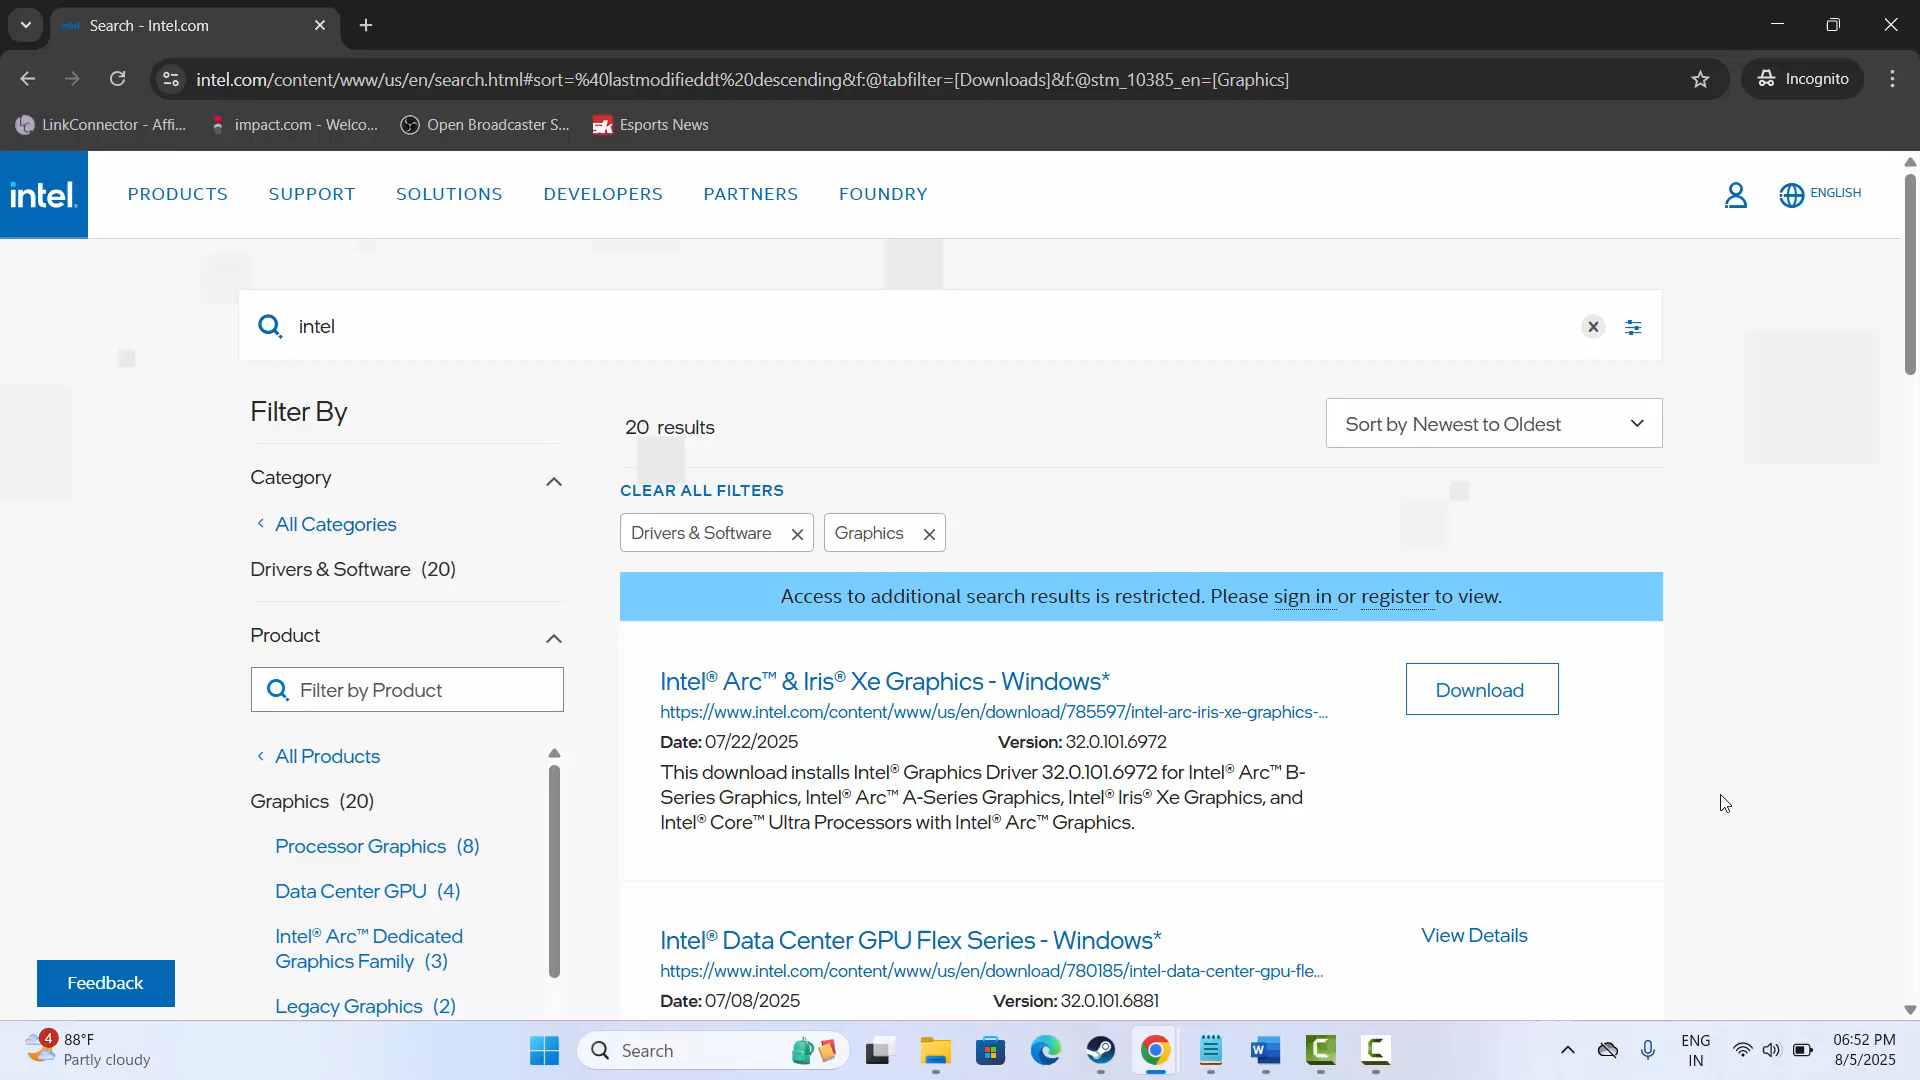 Search - Intel.com
intel.com/content/www/us/en/search.html#sort=%40lastmodifieddt%20descending&f:@tabfilter=[Downloads]&f:@stm_10385_en=[Graphics]
Incognito
LinkConnector - Affi...
impact.com - Welco...
Open Broadcaster S...
Esports News
intel.
PRODUCTS
SUPPORT
SOLUTIONS
DEVELOPERS
PARTNERS
FOUNDRY
ENGLISH
intel
Filter By
20 results
Sort by Newest to Oldest
Category
CLEAR ALL FILTERS
All Categories
Drivers & Software
Graphics
Drivers & Software (20)
Access to additional search results is restricted. Please sign in or register to view.
Product
Filter by Product
Intel® Arc™ & Iris® Xe Graphics - Windows*
Download
https://www.intel.com/content/www/us/en/download/785597/intel-arc-iris-xe-graphics-...
Date: 07/22/2025 Version: 32.0.101.6972
This download installs Intel® Graphics Driver 32.0.101.6972 for Intel® Arc™ B-
Series Graphics, Intel® Arc™ A-Series Graphics, Intel® Iris® Xe Graphics, and
Intel® Core™ Ultra Processors with Intel® Arc™ Graphics.
All Products
Graphics (20)
Processor Graphics (8)
Data Center GPU (4)
Intel® Arc™ Dedicated
Graphics Family (3)
Legacy Graphics (2)
Intel® Data Center GPU Flex Series - Windows*
View Details
https://www.intel.com/content/www/us/en/download/780185/intel-data-center-gpu-fle...
Date: 07/08/2025 Version: 32.0.101.6881
Feedback
4
88°F
Partly cloudy
Search
ENG
IN
06:52 PM
8/5/2025